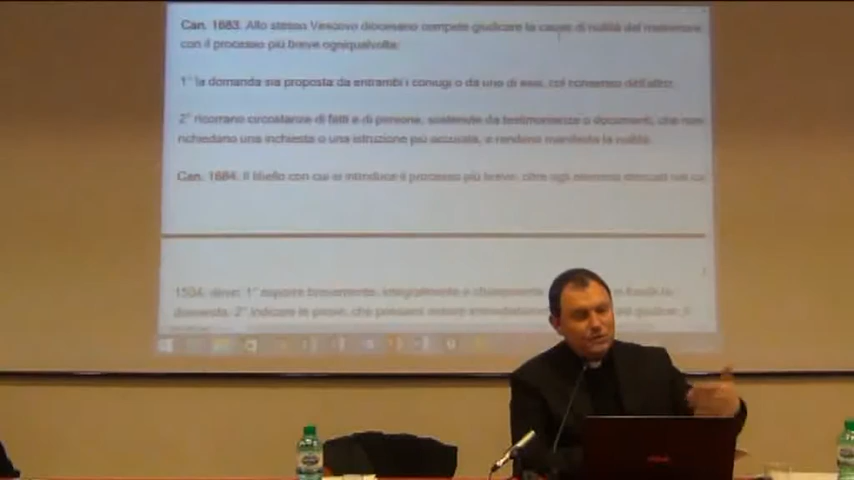 Can. 1683. Allo stesso Vescovo diocesano compete giudicare la cause di nullità del matrimonio
con il processo più breve ogniqualvolta:
1° la domanda sia proposta da entrambi i coniugi o da uno di essi, col consenso dell'altro;
2° ricorrano circostanze di fatti e di persone, sostenute da testimonianze o documenti, che non
richiedano una inchiesta o una istruzione più accurata, e rendano manifesta la nullità.
Can. 1684. Il libello con cui si introduce il processo più breve, oltre agli elementi elencati nel ca
1504, deve: 1° esporre brevemente, integralmente e chiaramente
domanda; 2° indicare le prove, che possano essere immediatamente